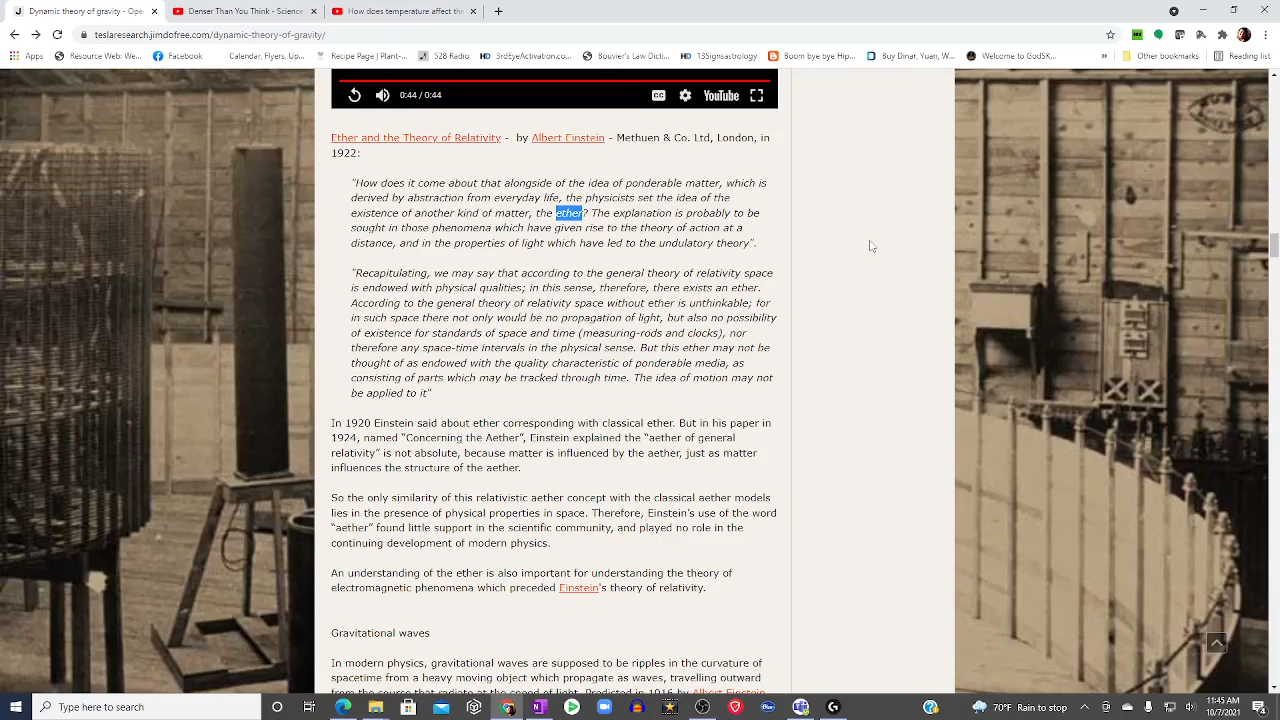 Dynamic theory of gravity - Ope
Denser Than You Think - Science
How does temperature affect the
teslaresearch.jimdofree.com/dynamic-theory-of-gravity/
Apps
Resource Web: No...
Facebook
Calendar, Flyers, Up...
Recipe Page | Plant-...
528 Radio
3rdEyeActivation.co...
Bouvier's Law Dict...
13Signsastrology
Boom bye bye Hip...
Buy Dinar, Yuan, W...
Welcome to GodSK...
»
Other bookmarks
Reading list
0:44 / 0:44
CC
YouTube
Ether and the Theory of Relativity - by Albert Einstein - Methuen & Co. Ltd, London, in
1922:
"How does it come about that alongside of the idea of ponderable matter, which is
derived by abstraction from everyday life, the physicists set the idea of the
existence of another kind of matter, the ether? The explanation is probably to be
sought in those phenomena which have given rise to the theory of action at a
distance, and in the properties of light which have led to the undulatory theory".
"Recapitulating, we may say that according to the general theory of relativity space
is endowed with physical qualities; in this sense, therefore, there exists an ether.
According to the general theory of relativity space without ether is unthinkable; for
in such space there not only would be no propagation of light, but also no possibility
of existence for standards of space and time (measuring-rods and clocks), nor
therefore any space-time intervals in the physical sense. But this ether may not be
thought of as endowed with the quality characteristic of ponderable media, as
consisting of parts which may be tracked through time. The idea of motion may not
be applied to it"
In 1920 Einstein said about ether corresponding with classical ether. But in his paper in
1924, named “Concerning the Aether”, Einstein explained the “aether of general
relativity” is not absolute, because matter is influenced by the aether, just as matter
influences the structure of the aether.
So the only similarity of this relativistic aether concept with the classical aether models
lies in the presence of physical properties in space. Therefore, Einstein’s use of the word
“aether” found little support in the scientific community, and played no role in the
continuing development of modern physics.
An understanding of the ether is also important for understanding the theory of
electromagnetic phenomena which preceded Einstein's theory of relativity.
Gravitational waves
In modern physics, gravitational waves are supposed to be ripples in the curvature of
spacetime from a heavy moving object which propagate as waves, travelling outward
from the source that radiate at the speed of light. Predicted in 1916 by Albert Einstein
Type here to search
70°F Rain to stop
11:45 AM
10/7/2021